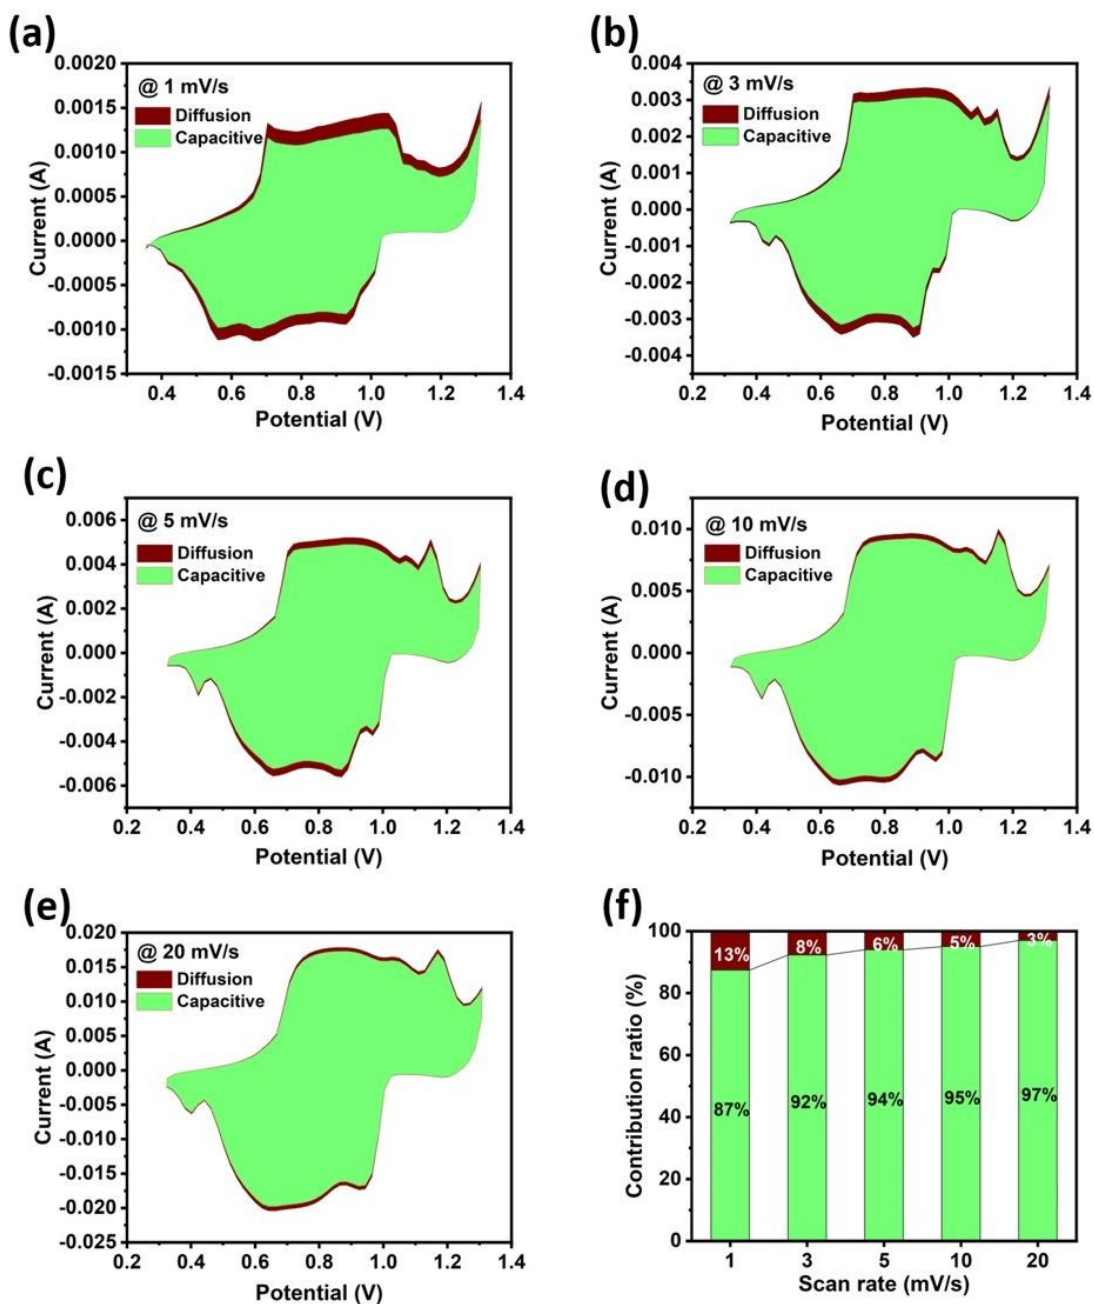 (a)
@ 1 mV/s
Diffusion
Capacitive
0.0020
0.0015
0.0010
0.0005
0.0000
-0.0005
-0.0010
-0.0015
Current (A)
0.4 0.6 0.8 1.0 1.2 1.4
Potential (V)
(b)
@ 3 mV/s
Diffusion
Capacitive
0.004
0.003
0.002
0.001
0.000
-0.001
-0.002
-0.003
-0.004
Current (A)
0.4 0.6 0.8 1.0 1.2 1.4
Potential (V)
(c)
@ 5 mV/s
Diffusion
Capacitive
0.006
0.004
0.002
0.000
-0.002
-0.004
-0.006
Current (A)
0.2 0.4 0.6 0.8 1.0 1.2 1.4
Potential (V)
(d)
@ 10 mV/s
Diffusion
Capacitive
0.010
0.005
0.000
-0.005
-0.010
Current (A)
0.2 0.4 0.6 0.8 1.0 1.2 1.4
Potential (V)
(e)
@ 20 mV/s
Diffusion
Capacitive
0.020
0.015
0.010
0.005
0.000
-0.005
-0.010
-0.015
-0.020
-0.025
Current (A)
0.2 0.4 0.6 0.8 1.0 1.2 1.4
Potential (V)
(f)
100
80
60
40
20
0
Contribution ratio (%)
13% 8% 6% 5% 3%
87% 92% 94% 95% 97%
1 3 5 10 20
Scan rate (mV/s)